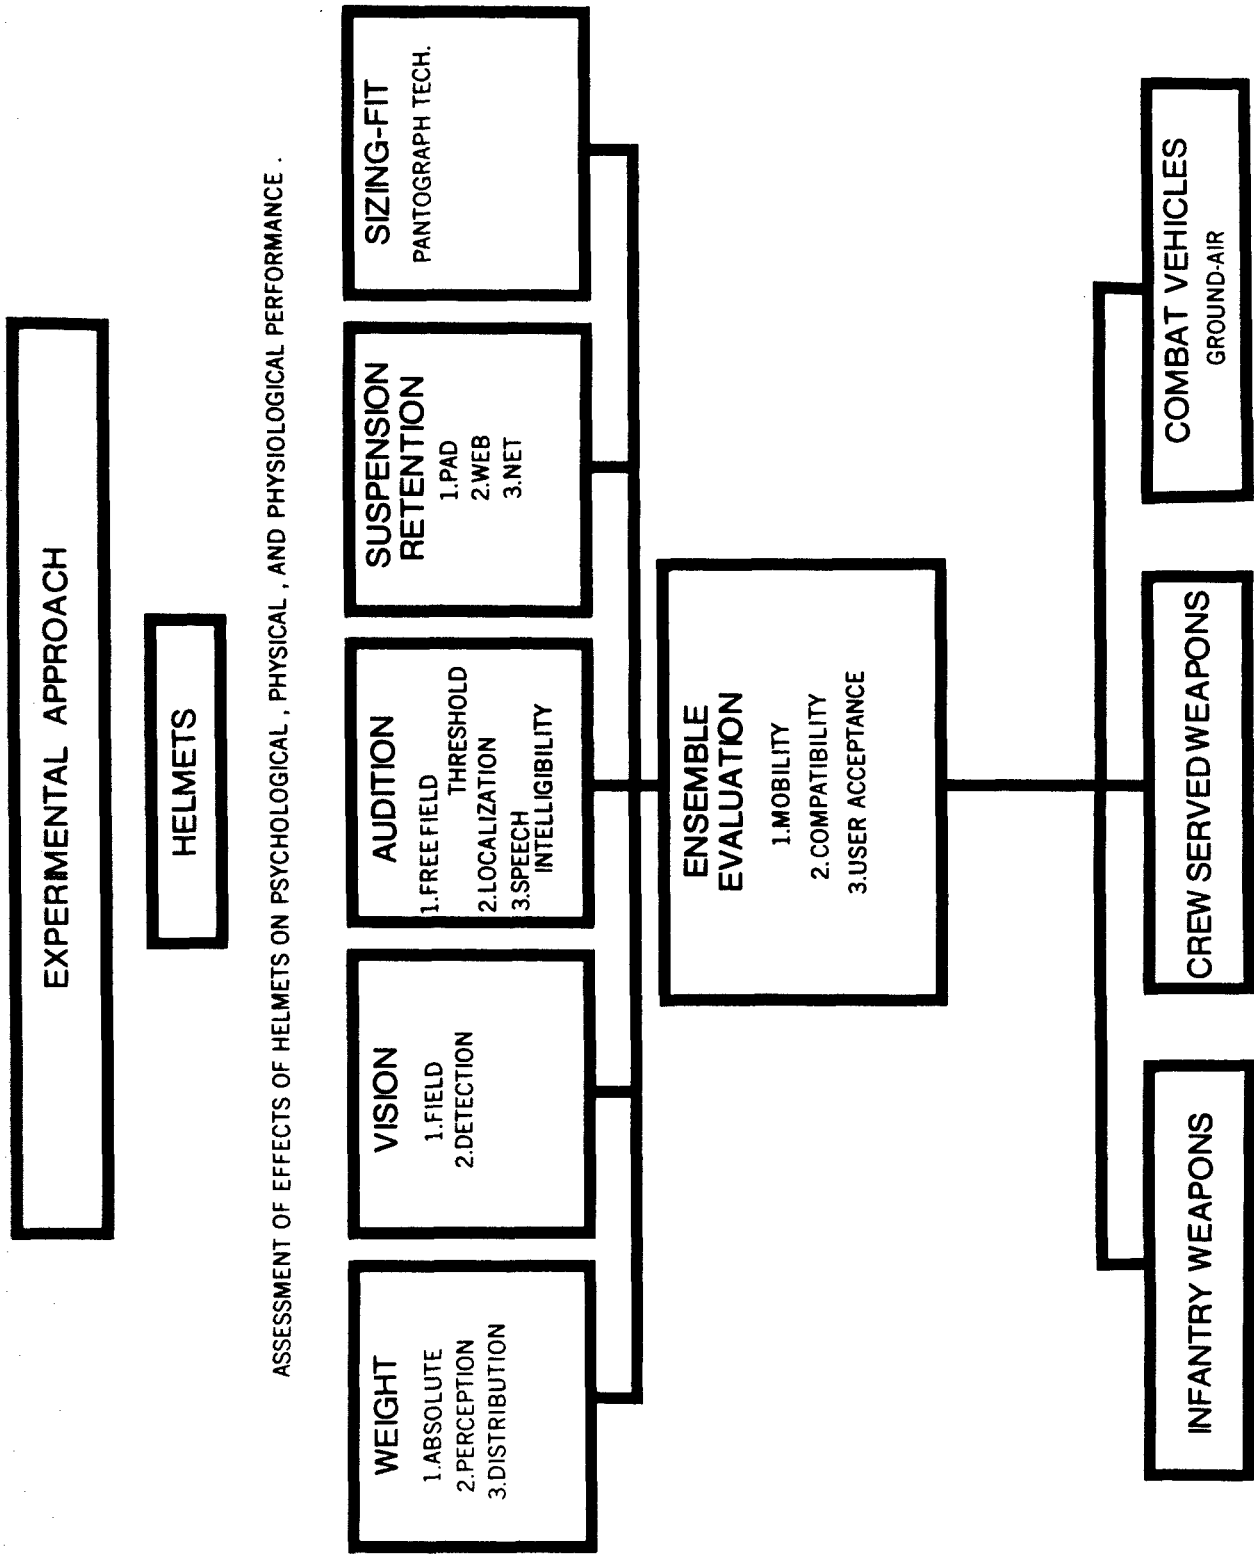 EXPERIMENTAL APPROACH
HELMETS
ASSESSMENT OF EFFECTS OF HELMETS ON PSYCHOLOGICAL, PHYSICAL, AND PHYSIOLOGICAL PERFORMANCE.
WEIGHT
1.ABSOLUTE
2.PERCEPTION
3.DISTRIBUTION
VISION
1.FIELD
2.DETECTION
AUDITION
1.FREE FIELD
THRESHOLD
2.LOCALIZATION
3.SPEECH
INTELLIGIBILITY
SUSPENSION
RETENTION
1.PAD
2.WEB
3.NET
SIZING-FIT
PANTOGRAPH TECH.
ENSEMBLE
EVALUATION
1.MOBILITY
2.COMPATIBILITY
3.USER ACCEPTANCE
INFANTRY WEAPONS
CREW SERVED WEAPONS
COMBAT VEHICLES
GROUND-AIR